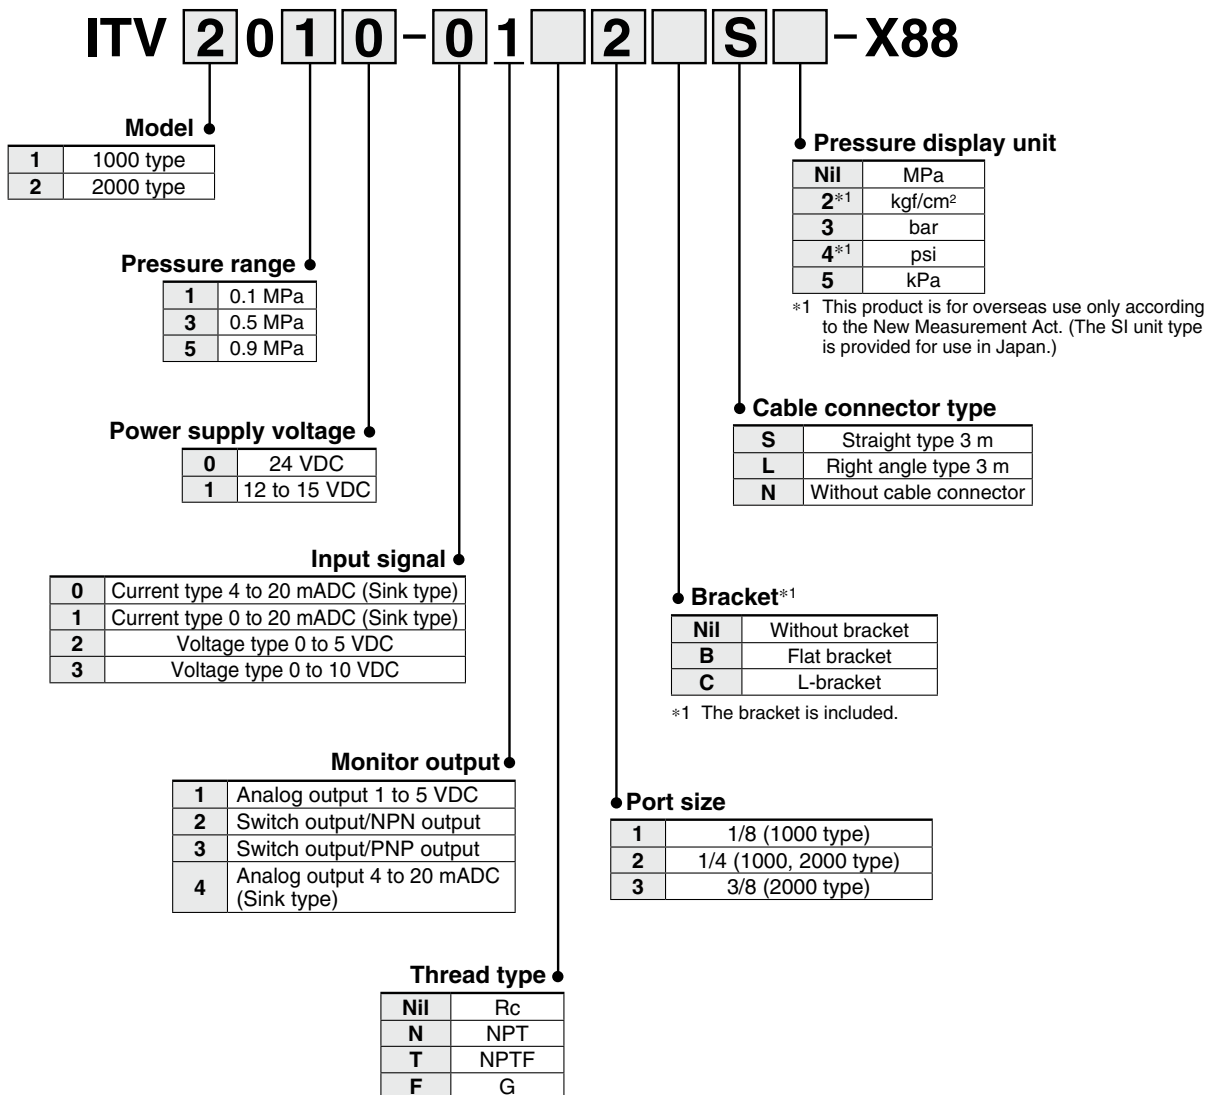 ITV 2 0 1 0 - 0 1 2 S - X88
Model
1 1000 type
2 2000 type
Pressure range
1 0.1 MPa
3 0.5 MPa
5 0.9 MPa
Power supply voltage
0 24 VDC
1 12 to 15 VDC
Input signal
0 Current type 4 to 20 mADC (Sink type)
1 Current type 0 to 20 mADC (Sink type)
2 Voltage type 0 to 5 VDC
3 Voltage type 0 to 10 VDC
Monitor output
1 Analog output 1 to 5 VDC
2 Switch output/NPN output
3 Switch output/PNP output
4 Analog output 4 to 20 mADC
(Sink type)
Thread type
Nil Rc
N NPT
T NPTF
F G
Port size
1 1/8 (1000 type)
2 1/4 (1000, 2000 type)
3 3/8 (2000 type)
Bracket*1
Nil Without bracket
B Flat bracket
C L-bracket
*1 The bracket is included.
Cable connector type
S Straight type 3 m
L Right angle type 3 m
N Without cable connector
Pressure display unit
Nil MPa
2*1 kgf/cm²
3 bar
4*1 psi
5 kPa
*1 This product is for overseas use only according
to the New Measurement Act. (The SI unit type
is provided for use in Japan.)